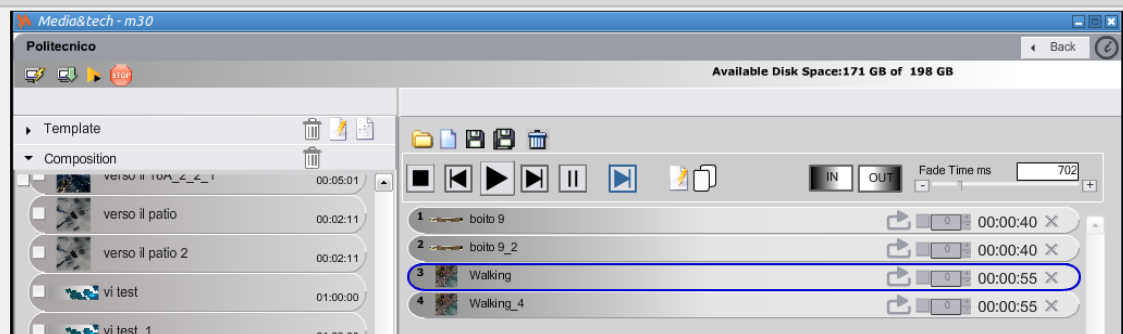 Media&tech - m30
Politecnico
Back
STOP
Available Disk Space:171 GB of 198 GB
Template
Composition
verso il 16A_2_2_1 00:05:01
verso il patio 00:02:11
verso il patio 2 00:02:11
vi test 01:00:00
vi test_1
IN OUT Fade Time ms 702
1 boito 9 0 00:00:40
2 boito 9_2 0 00:00:40
3 Walking 0 00:00:55
4 Walking_4 0 00:00:55